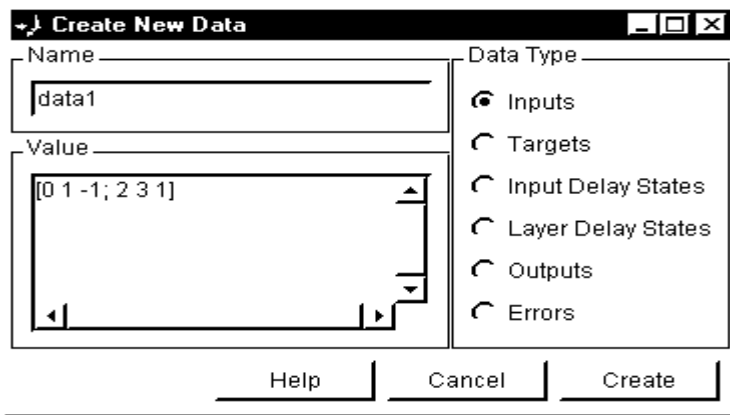 Create New Data
Name
data1
Value
[0 1 -1; 2 3 1]
Data Type
Inputs
Targets
Input Delay States
Layer Delay States
Outputs
Errors
Help
Cancel
Create